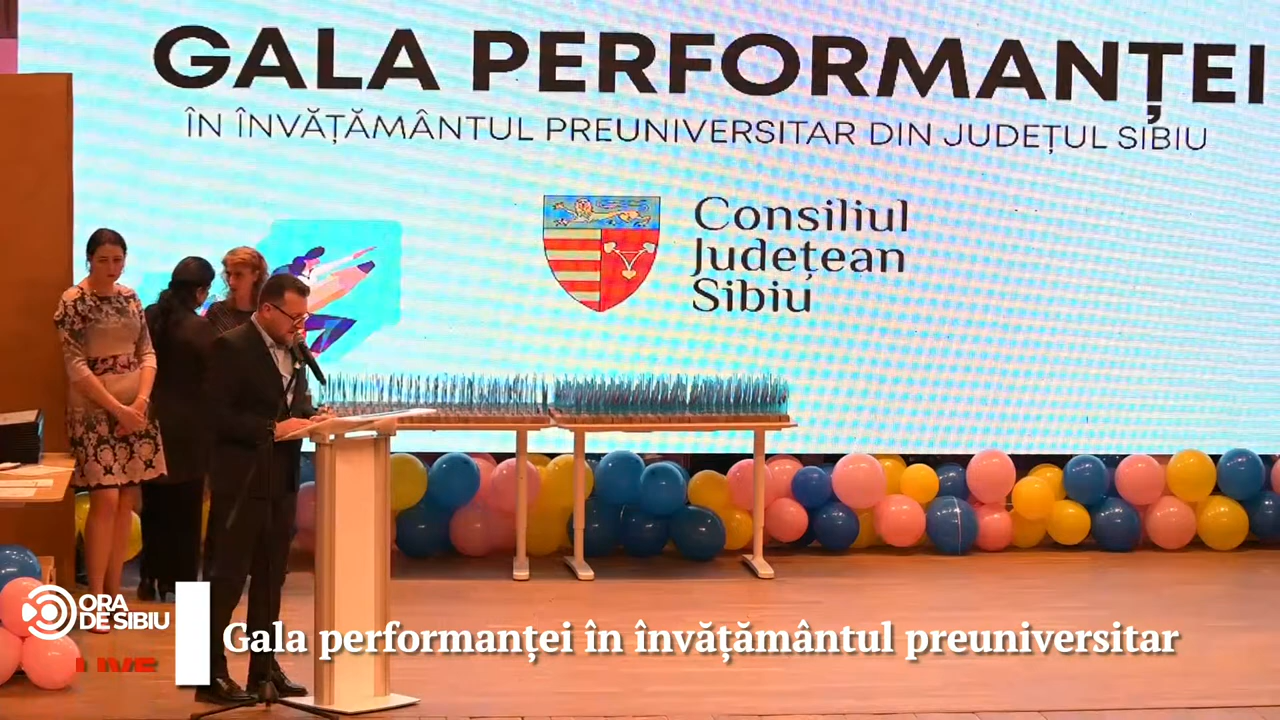 GALA PERFORMANȚEI
ÎN ÎNVĂȚĂMÂNTUL PREUNIVERSITAR DIN JUDEȚUL SIBIU
Consiliul
Județean
Sibiu
ORA
DE SIBIU
LIVE
Gala performanței în învățământul preuniversitar